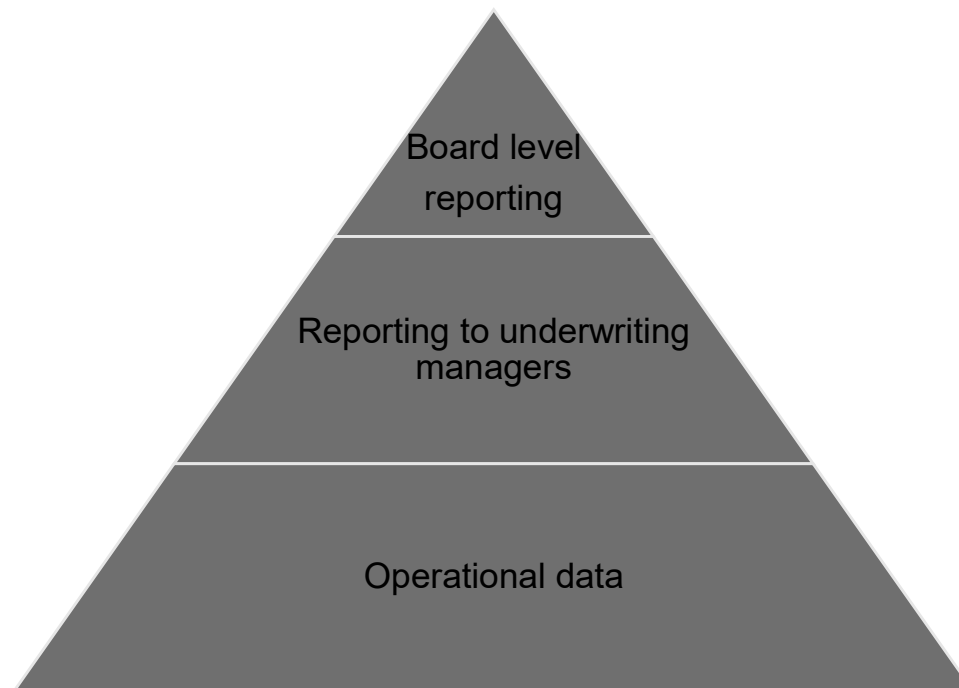 Board level
reporting
Reporting to underwriting
managers
Operational data